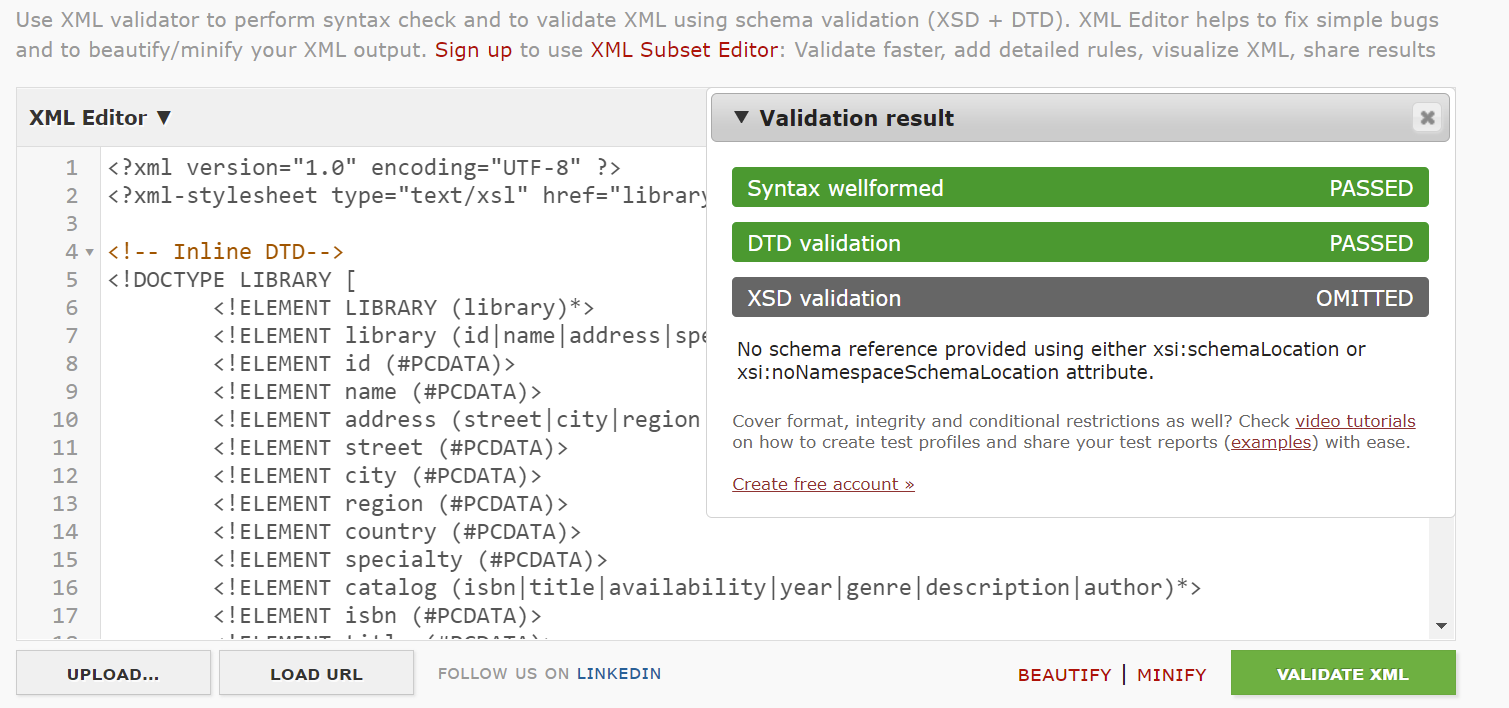 Use XML validator to perform syntax check and to validate XML using schema validation (XSD + DTD). XML Editor helps to fix simple bugs
and to beautify/minify your XML output. Sign up to use XML Subset Editor: Validate faster, add detailed rules, visualize XML, share results
XML Editor ▼
▼ Validation result
1 <?xml version="1.0" encoding="UTF-8" ?>
2 <?xml-stylesheet type="text/xsl" href="library
3
4 <!-- Inline DTD-->
5 <!DOCTYPE LIBRARY [
6 <!ELEMENT LIBRARY (library)*>
7 <!ELEMENT library (id|name|address|spe
8 <!ELEMENT id (#PCDATA)>
9 <!ELEMENT name (#PCDATA)>
10 <!ELEMENT address (street|city|region
11 <!ELEMENT street (#PCDATA)>
12 <!ELEMENT city (#PCDATA)>
13 <!ELEMENT region (#PCDATA)>
14 <!ELEMENT country (#PCDATA)>
15 <!ELEMENT specialty (#PCDATA)>
16 <!ELEMENT catalog (isbn|title|availability|year|genre|description|author)*>
17 <!ELEMENT isbn (#PCDATA)>
Syntax wellformed PASSED
DTD validation PASSED
XSD validation OMITTED
No schema reference provided using either xsi:schemaLocation or
xsi:noNamespaceSchemaLocation attribute.
Cover format, integrity and conditional restrictions as well? Check video tutorials
on how to create test profiles and share your test reports (examples) with ease.
Create free account »
UPLOAD... LOAD URL FOLLOW US ON LINKEDIN BEAUTIFY | MINIFY VALIDATE XML